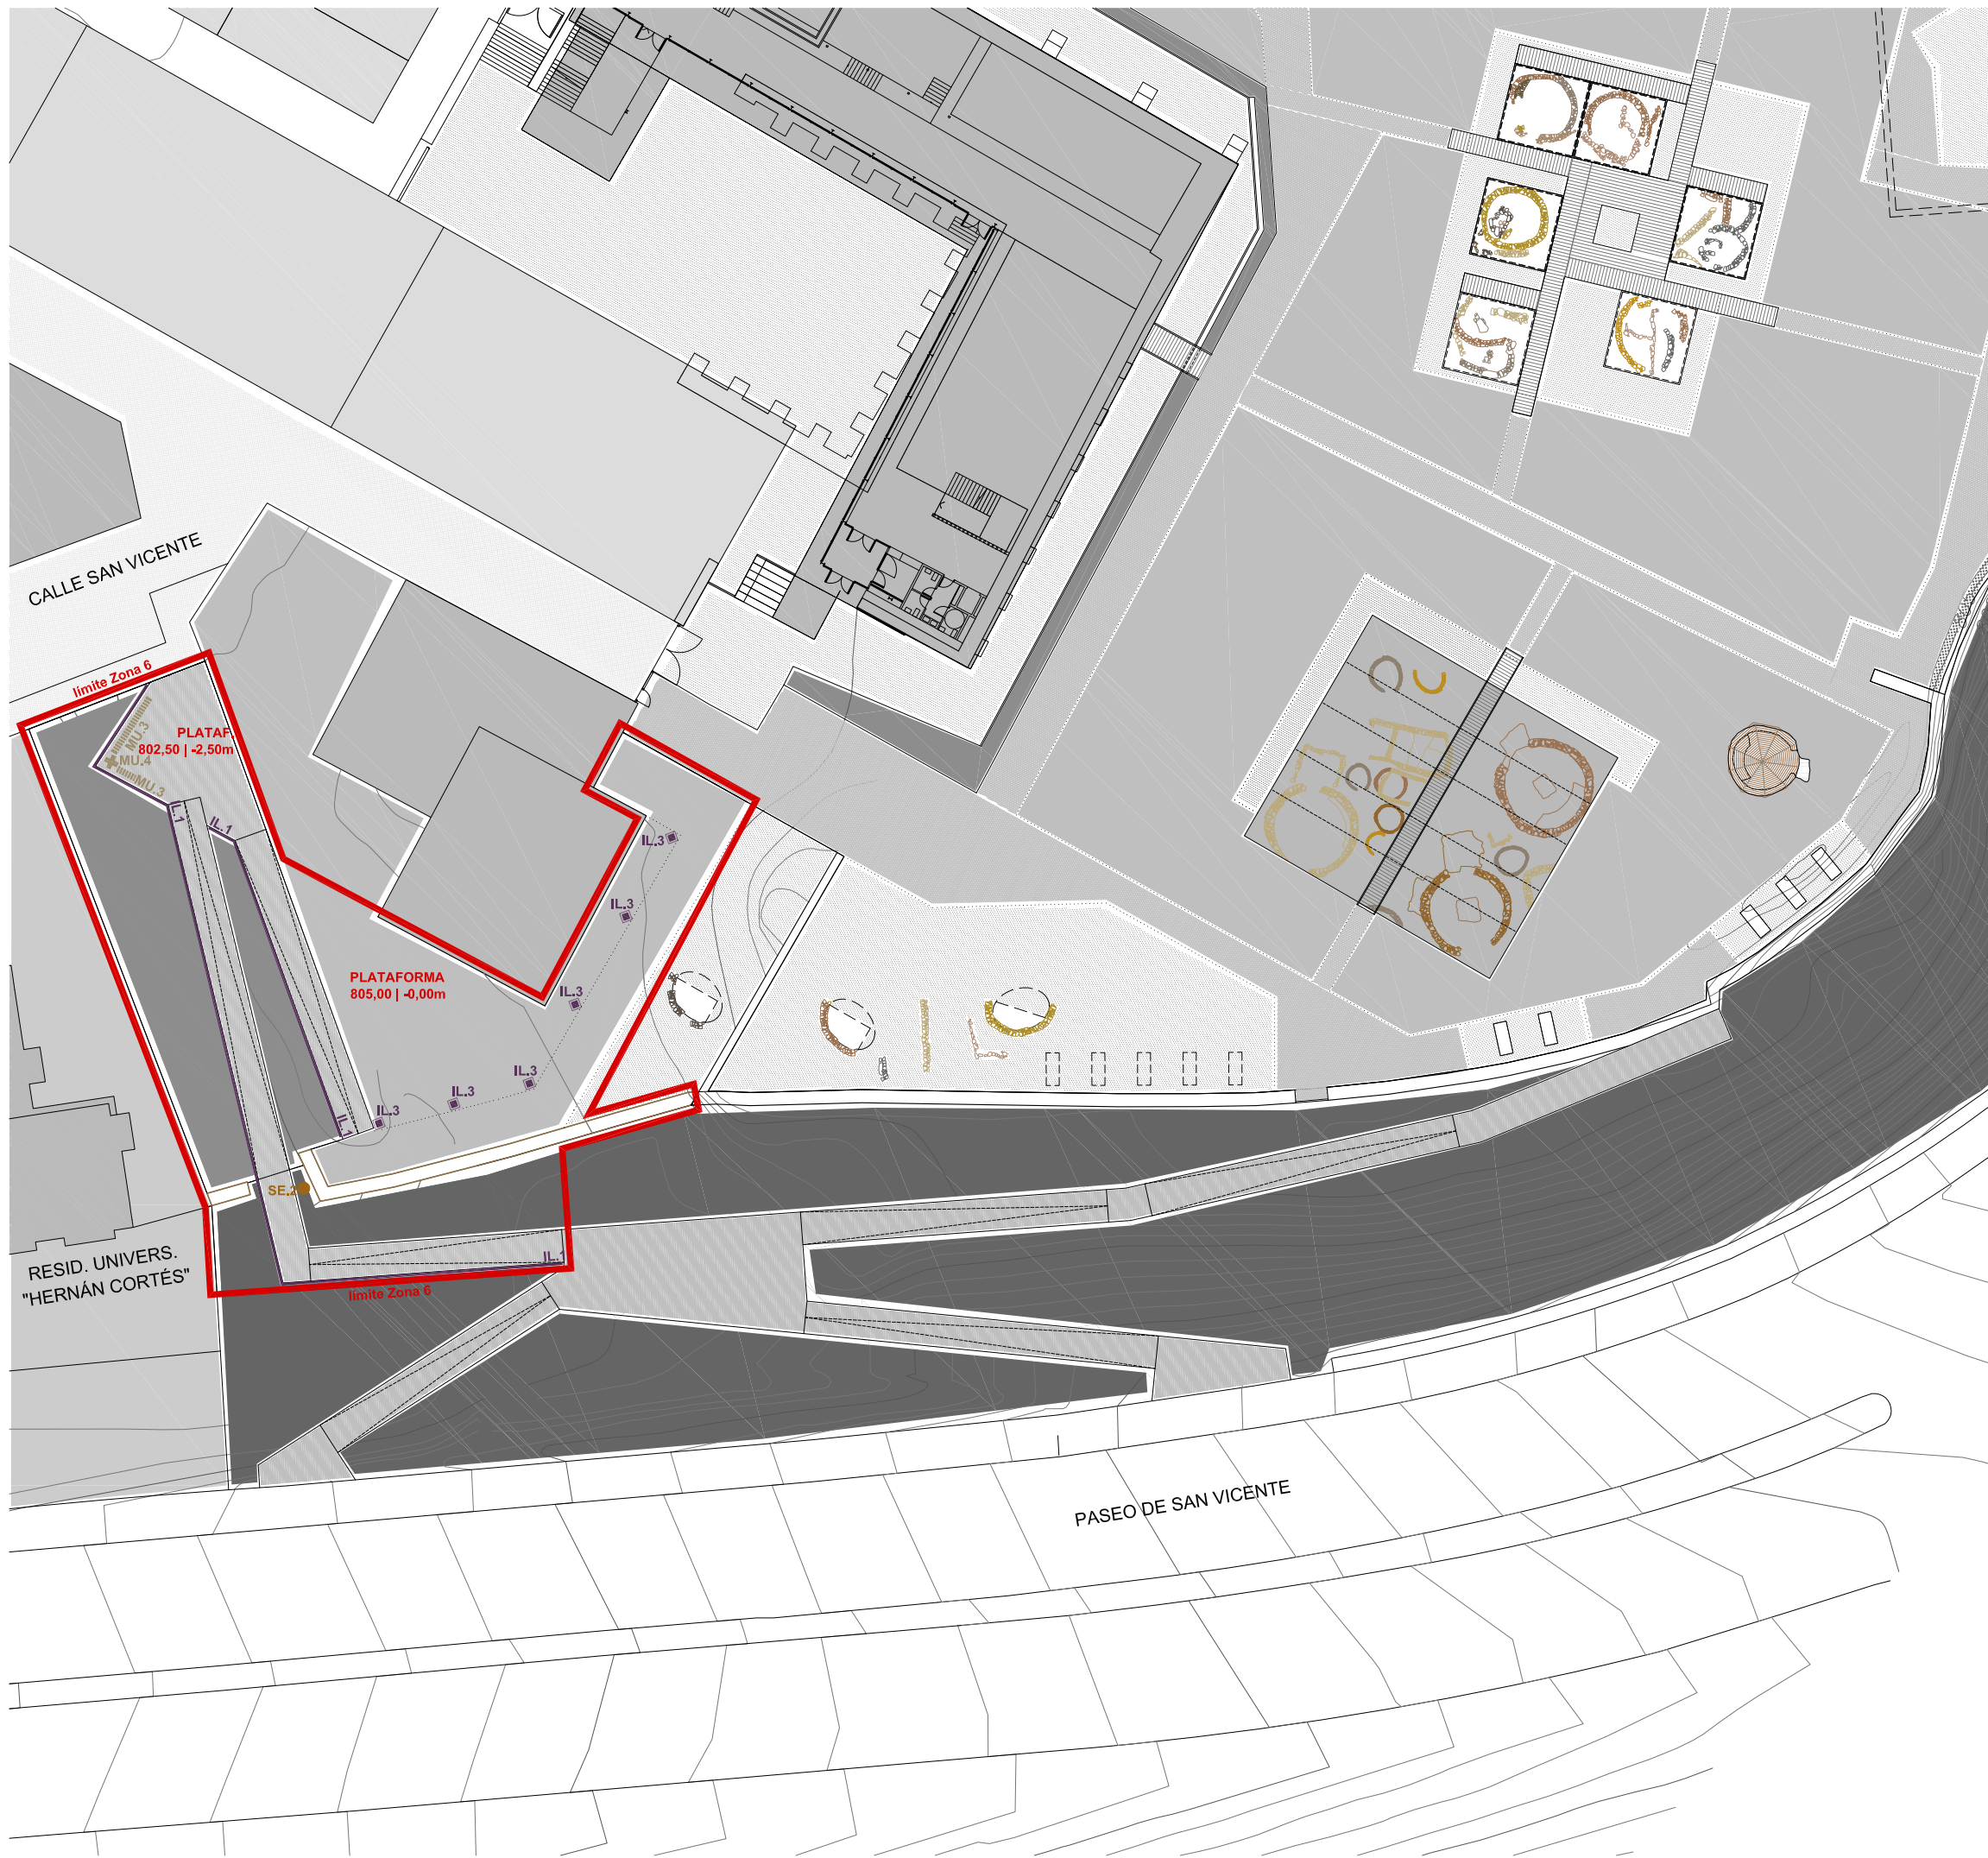 CALLE SAN VICENTE
límite Zona 6
PLATAF.
802,50 | -2,50m
MU.3
MU.4
MU.3
IL.1
IL.1
IL.3
IL.3
PLATAFORMA
805,00 | -0,00m
IL.3
IL.3
IL.3
IL.3
IL.1
SE.2
RESID. UNIVERS.
"HERNÁN CORTÉS"
IL.1
límite Zona 6
PASEO DE SAN VICENTE